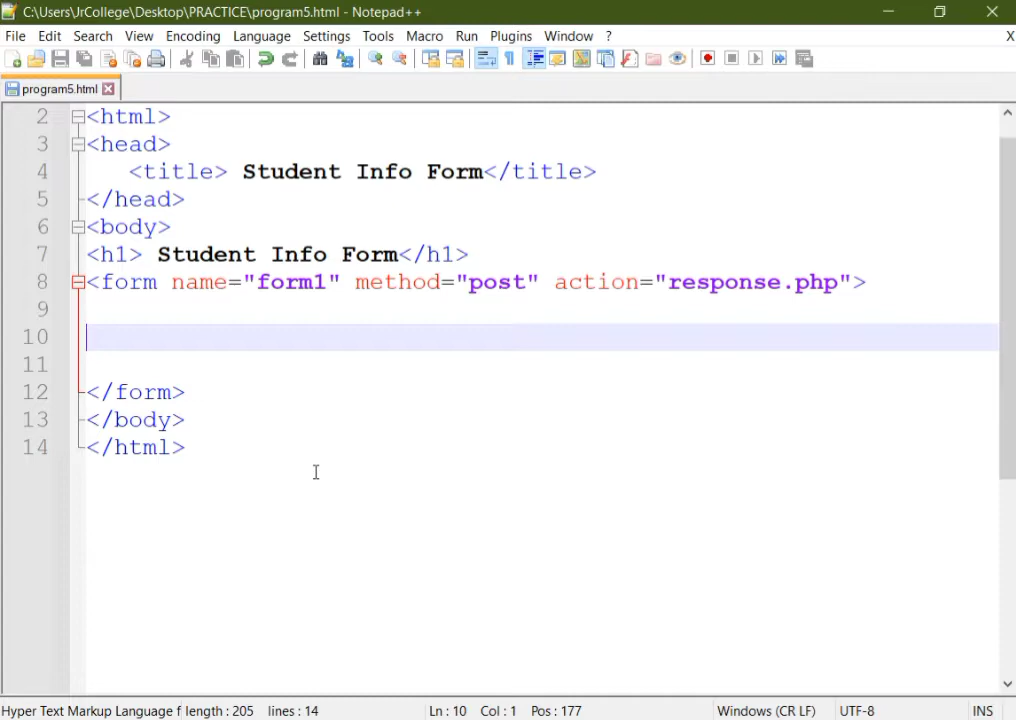 C:\Users\JrCollege\Desktop\PRACTICE\program5.html - Notepad++
File Edit Search View Encoding Language Settings Tools Macro Run Plugins Window ? X
program5.html
2 <html>
3 <head>
4 <title> Student Info Form</title>
5 </head>
6 <body>
7 <h1> Student Info Form</h1>
8 <form name="form1" method="post" action="response.php">
9
10
11
12 </form>
13 </body>
14 </html>
Hyper Text Markup Language f length : 205 lines : 14 Ln : 10 Col : 1 Pos : 177 Windows (CR LF) UTF-8 INS